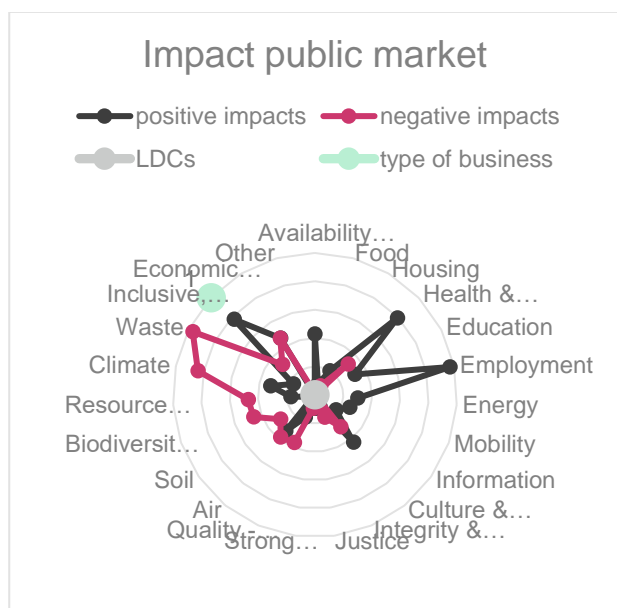 Impact public market
positive impacts
negative impacts
LDCs
type of business
Availability...
Food
Housing
Health &...
Education
Employment
Energy
Mobility
Information
Culture &...
Integrity &...
Justice
Strong...
Quality -...
Air
Soil
Biodiversit...
Resource...
Climate
Waste
Inclusive,...
Economic...
Other
1